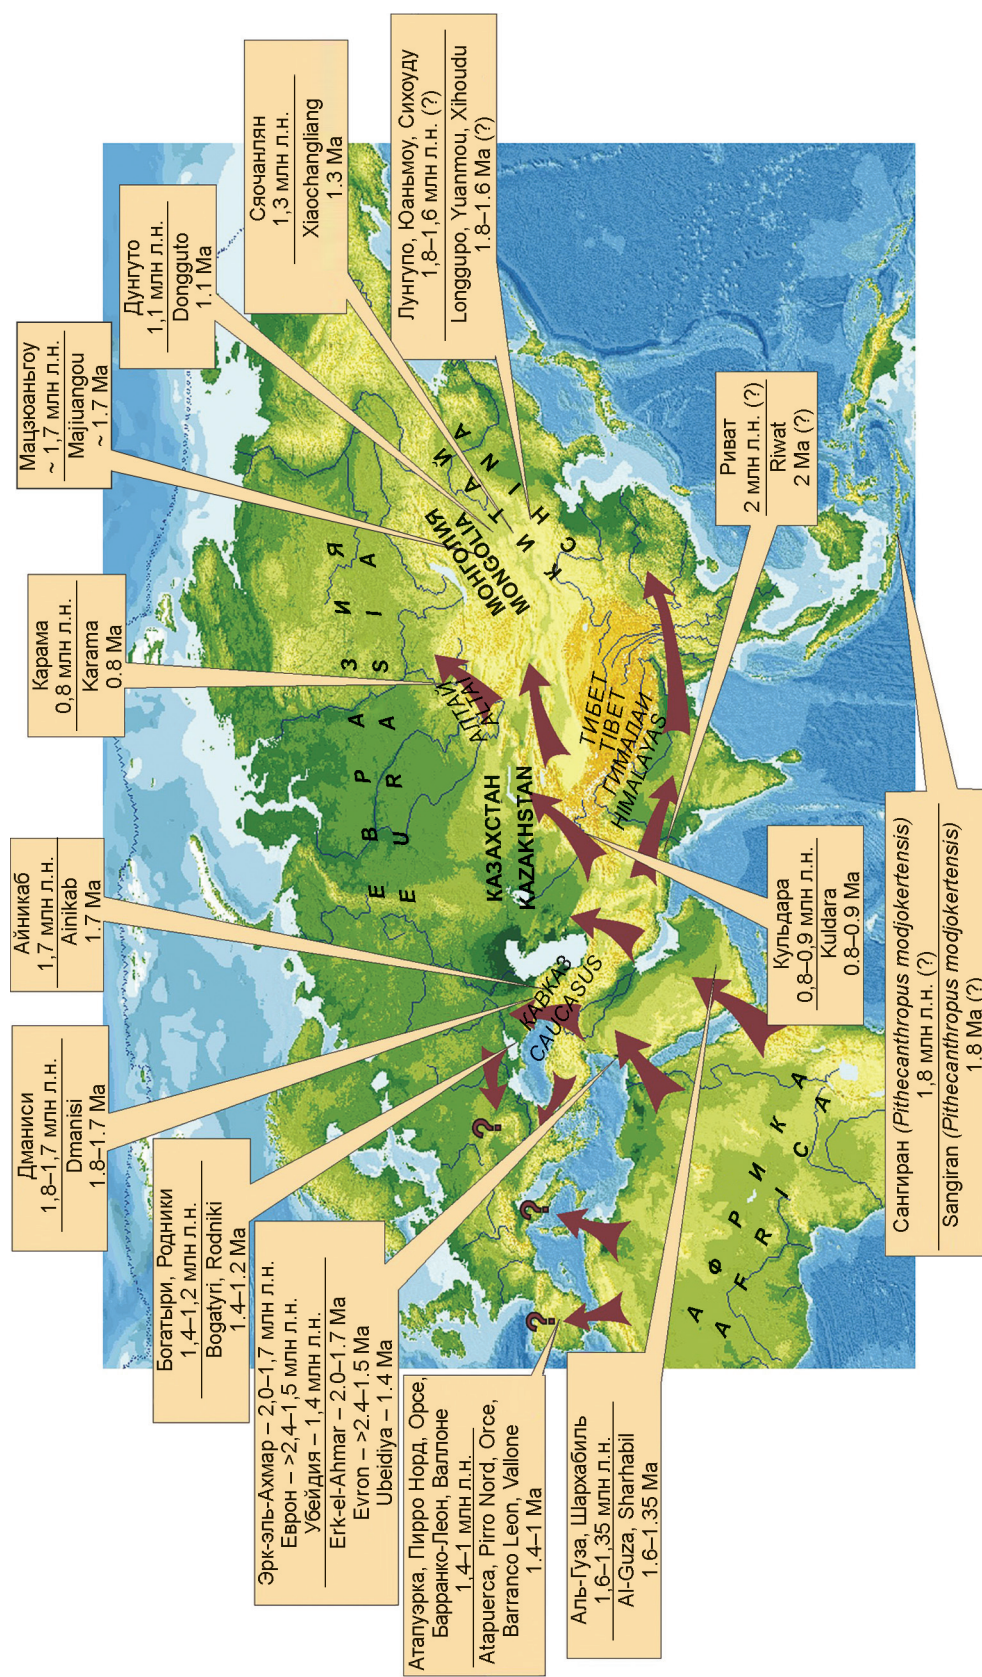 Дманиси
1,8–1,7 млн л.н.
Dmanisi
1.8–1.7 Ma
Айникаб
1,7 млн л.н.
Ainikab
1.7 Ma
Карама
0,8 млн л.н.
Karama
0.8 Ma
Мацзюаньгоу
~ 1,7 млн л.н.
Majiuangou
~ 1.7 Ma
Дунгуто
1,1 млн л.н.
Dongguto
1.1 Ma
Сяочанлян
1,3 млн л.н.
Xiaochangliang
1.3 Ma
Лунгупо, Юаньмоу, Сихоуду
1,8–1,6 млн л.н. (?)
Longgupo, Yuanmou, Xihoudu
1.8–1.6 Ma (?)
Богатыри, Родники
1,4–1,2 млн л.н.
Bogatyri, Rodniki
1.4–1.2 Ma
Эрк-эль-Ахмар – 2,0–1,7 млн л.н.
Еврон – >2,4–1,5 млн л.н.
Убейдия – 1,4 млн л.н.
Erk-el-Ahmar – 2.0–1.7 Ma
Evron – >2.4–1.5 Ma
Ubeidiya – 1.4 Ma
Атапуэрка, Пирро Норд, Орсе,
Барранко-Леон, Валлоне
1,4–1 млн л.н.
Atapuerca, Pirro Nord, Orce,
Barranco Leon, Vallone
1.4–1 Ma
Аль-Гуза, Шархабиль
1,6–1,35 млн л.н.
Al-Guza, Sharhabil
1.6–1.35 Ma
ЕВРАЗИЯ
EURASIA
АЛТАЙ
ALTAI
МОНГОЛИЯ
MONGOLIA
КИТАЙ
CHINA
КАЗАХСТАН
KAZAKHSTAN
КАВКАЗ
CAUCASUS
ТИБЕТ
TIBET
ГИМАЛАИ
HIMALAYAS
АФРИКА
AFRICA
?
?
?
Риват
2 млн л.н. (?)
Riwat
2 Ma (?)
Кульдара
0,8–0,9 млн л.н.
Kuldara
0.8–0.9 Ma
Сангиран (Pithecanthropus modjokertensis)
1,8 млн л.н. (?)
Sangiran (Pithecanthropus modjokertensis)
1.8 Ma (?)